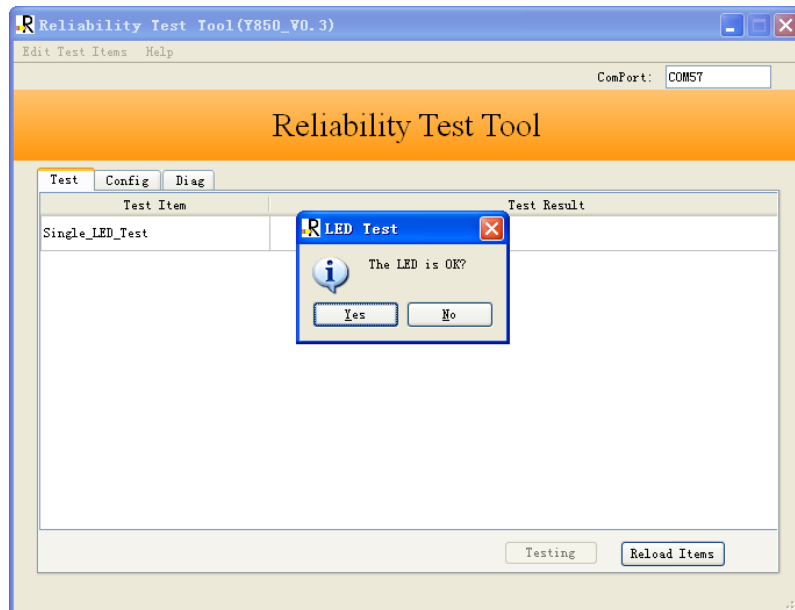 Reliability Test Tool(Y850_V0.3)
Edit Test Items Help
ComPort: COM57
Reliability Test Tool
Test Config Diag
Test Item Test Result
Single_LED_Test
LED Test
The LED is OK?
Yes No
Testing Reload Items